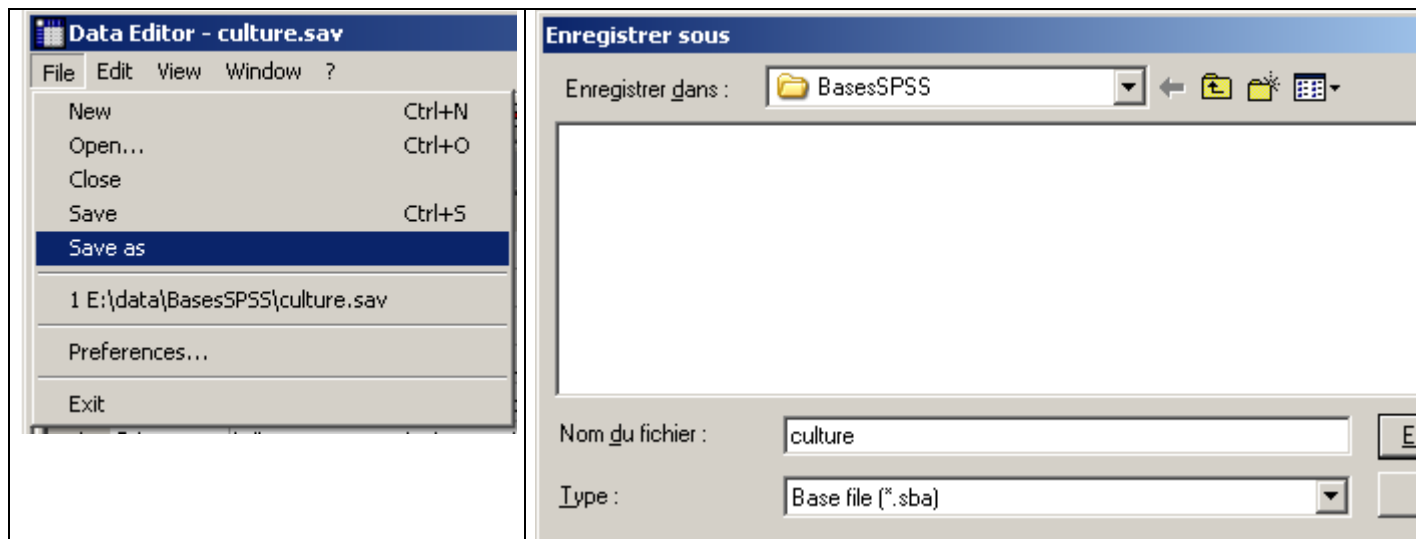 Data Editor - culture.sav
File Edit View Window ?
New Ctrl+N
Open... Ctrl+O
Close
Save Ctrl+S
Save as
1 E:\data\BasesSPSS\culture.sav
Preferences...
Exit
Enregistrer sous
Enregistrer dans : BasesSPSS
Nom du fichier : culture
E
Type : Base file (*.sba)